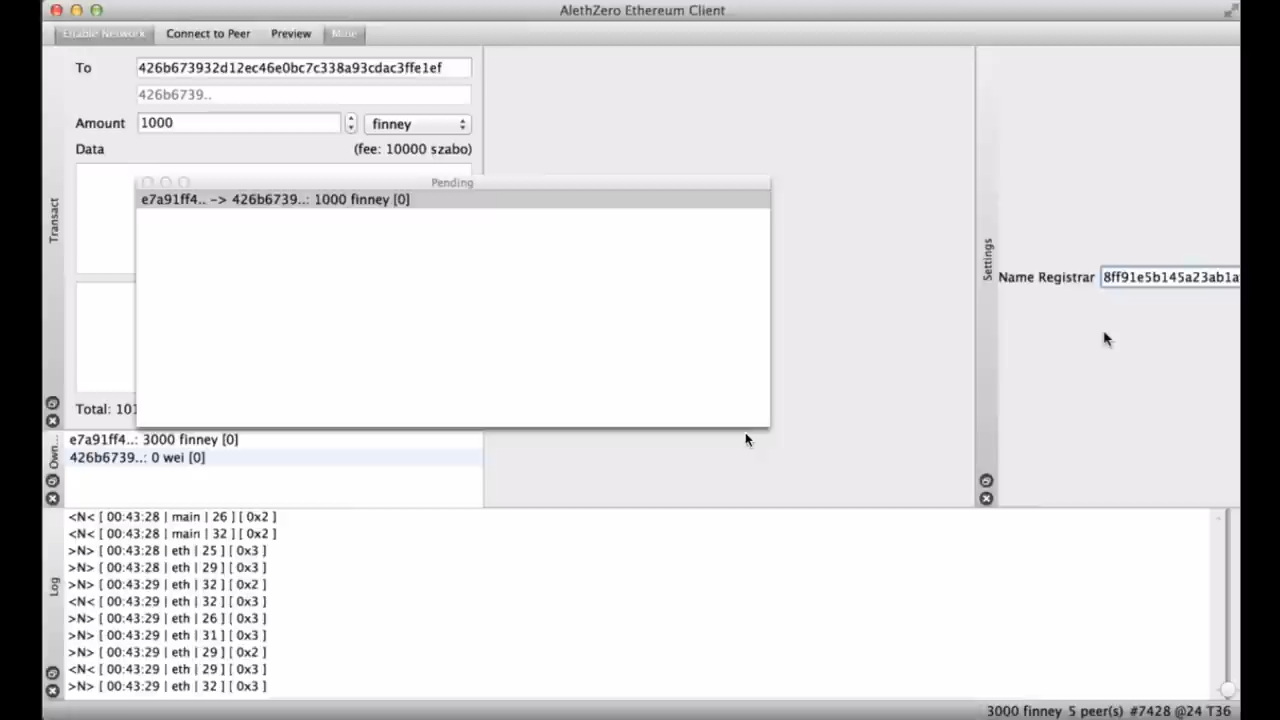 AlethZero Ethereum Client
Enable Network Connect to Peer Preview Mine
To 426b673932d12ec46e0bc7c338a93cdac3ffe1ef
426b6739..
Amount 1000 finney
Data (fee: 10000 szabo)
Transact
Pending
e7a91ff4.. -> 426b6739..: 1000 finney [0]
Settings
Name Registrar 8ff91e5b145a23ab1a
Total: 101
Own...
e7a91ff4..: 3000 finney [0]
426b6739..: 0 wei [0]
Log
<N< [ 00:43:28 | main | 26 ] [ 0x2 ]
<N< [ 00:43:28 | main | 32 ] [ 0x2 ]
>N> [ 00:43:28 | eth | 25 ] [ 0x3 ]
>N> [ 00:43:28 | eth | 29 ] [ 0x3 ]
>N> [ 00:43:29 | eth | 32 ] [ 0x2 ]
<N< [ 00:43:29 | eth | 32 ] [ 0x3 ]
>N> [ 00:43:29 | eth | 26 ] [ 0x3 ]
>N> [ 00:43:29 | eth | 31 ] [ 0x3 ]
>N> [ 00:43:29 | eth | 29 ] [ 0x2 ]
<N< [ 00:43:29 | eth | 29 ] [ 0x3 ]
>N> [ 00:43:29 | eth | 32 ] [ 0x3 ]
3000 finney 5 peer(s) #7428 @24 T36